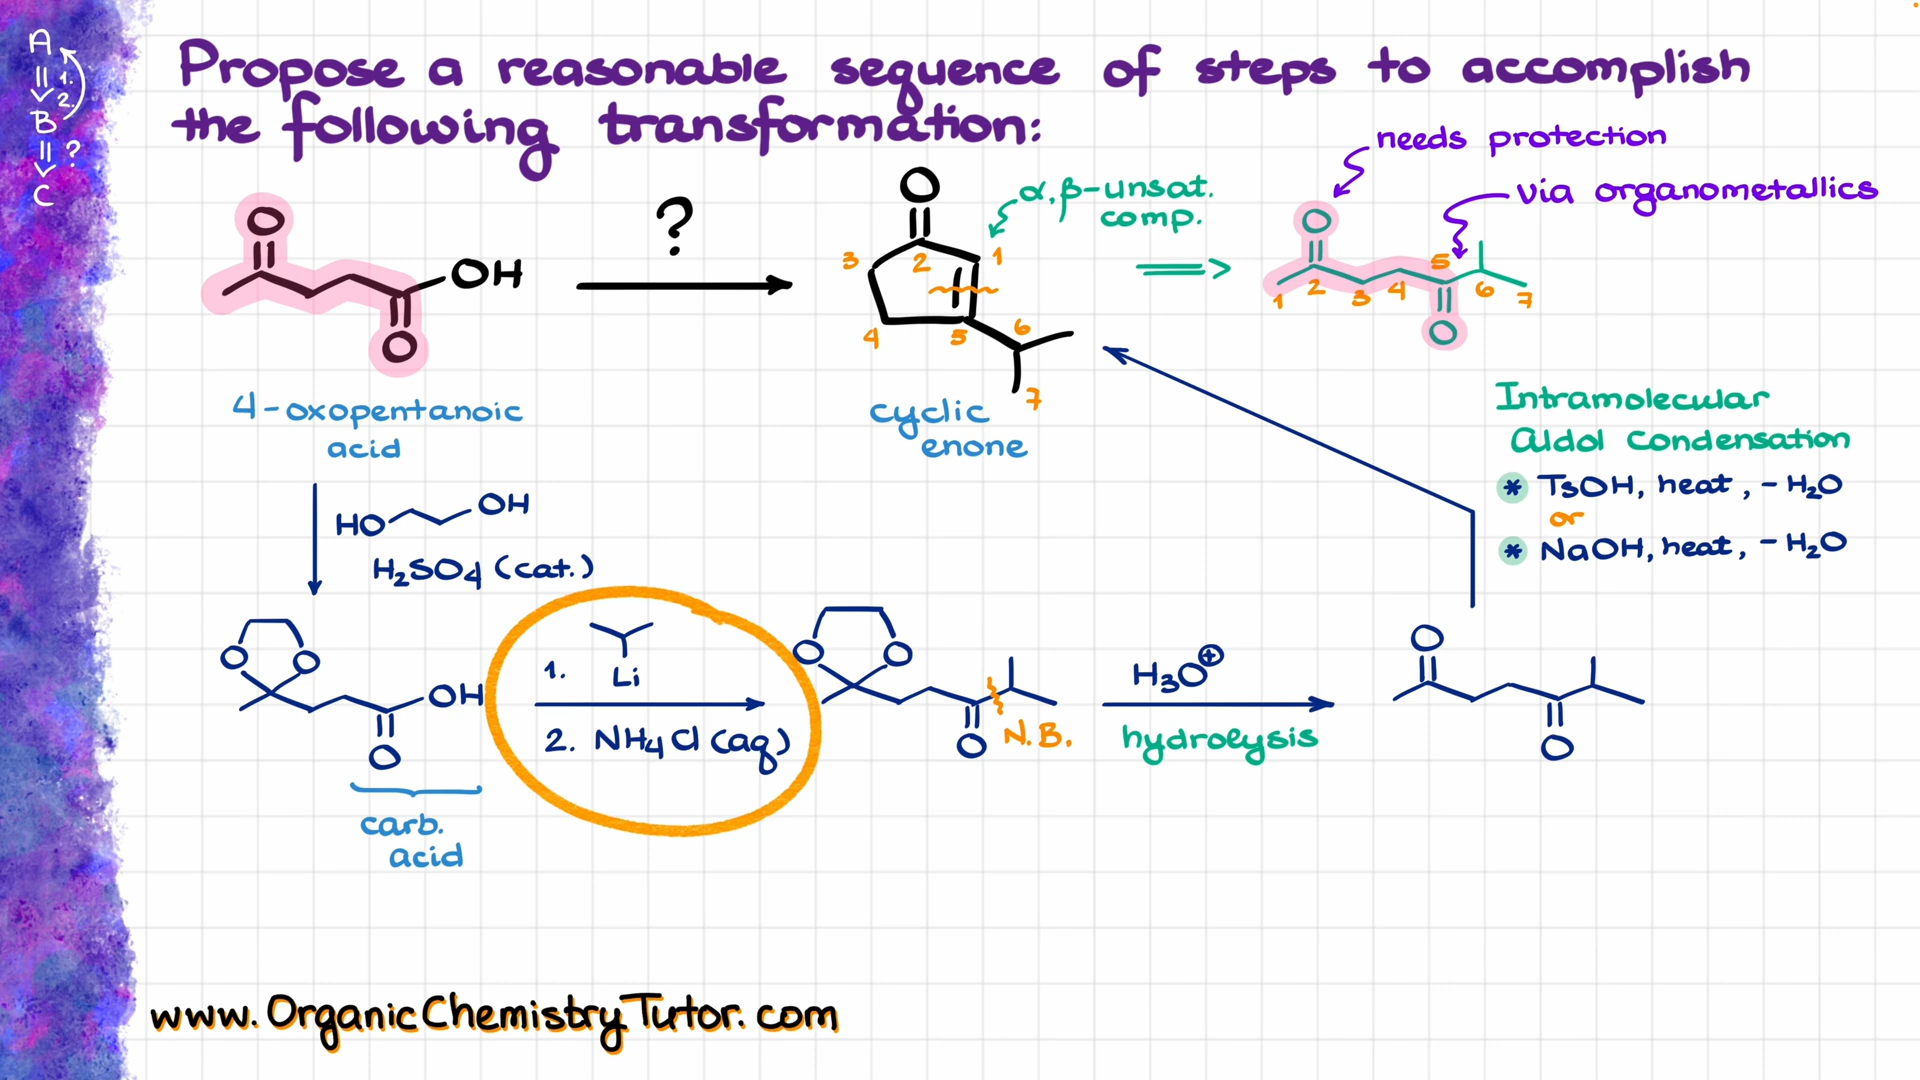 Propose a reasonable sequence of steps to accomplish
the following transformation:
A
1.
2.
B
?
C
needs protection
via organometallics
α,β-unsat.
comp.
O
OH
O
?
O
3
2
1
4
5
6
7
O
1
2
3
4
5
6
7
O
4-oxopentanoic
acid
cyclic
enone
Intramolecular
Aldol Condensation
* TsOH, heat, -H2O
or
* NaOH, heat, -H2O
HO
OH
H2SO4 (cat.)
O
O
OH
O
carb.
acid
1.
Li
2. NH4Cl (aq)
O
O
O
N.B.
H3O⊕
hydrolysis
O
O
www.OrganicChemistryTutor.com